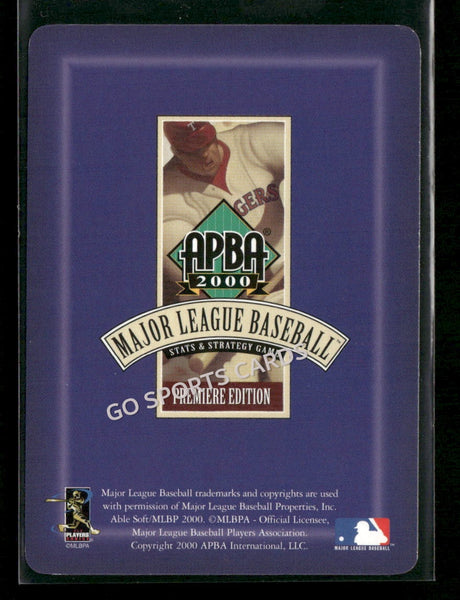 T
GERS
APBA®
2000
MAJOR LEAGUE BASEBALL™
STATS & STRATEGY GAME
GO SPORTS CARDS
PREMIERE EDITION
Major League Baseball trademarks and copyrights are used
with permission of Major League Baseball Properties, Inc.
Able Soft/MLBP 2000. ©MLBPA - Official Licensee,
Major League Baseball Players Association.
Copyright 2000 APBA International, LLC.
PLAYERS
©MLBPA
MAJOR LEAGUE BASEBALL